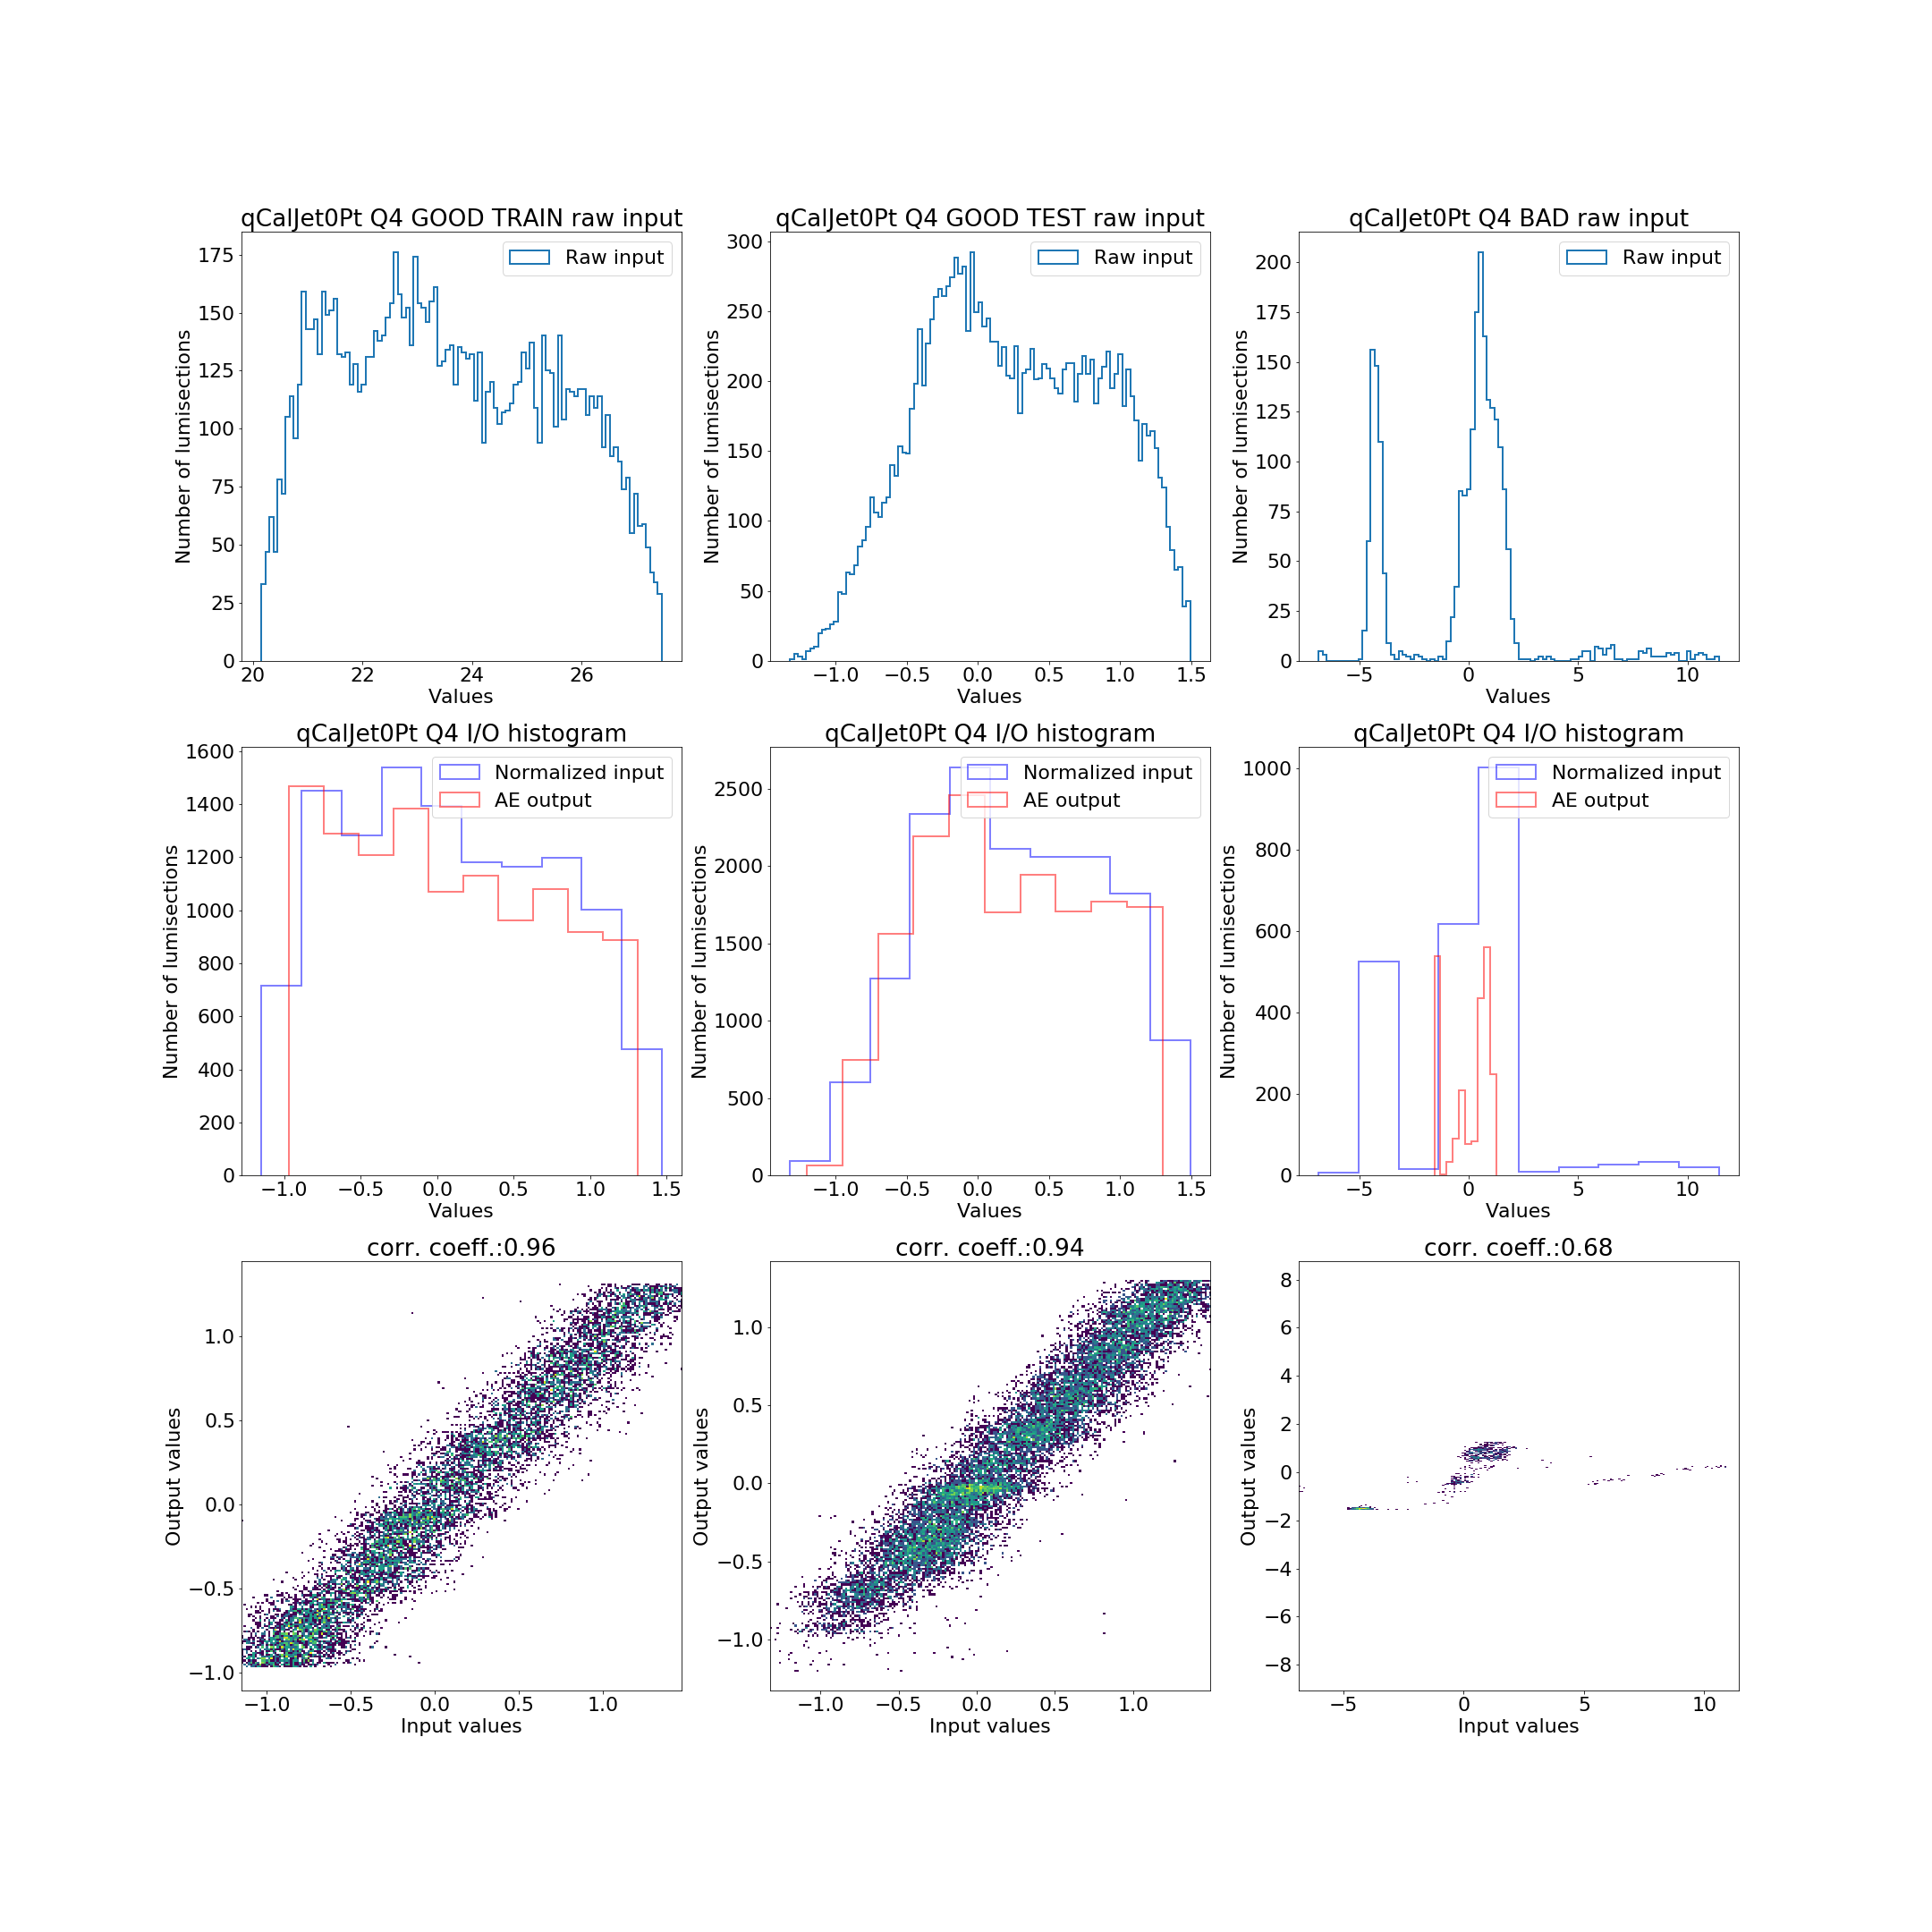 qCalJet0Pt Q4 GOOD TRAIN raw input
Raw input
175
150
125
100
75
50
25
0
Number of lumisections
20 22 24 26
Values
qCalJet0Pt Q4 GOOD TEST raw input
Raw input
300
250
200
150
100
50
0
Number of lumisections
−1.0 −0.5 0.0 0.5 1.0 1.5
Values
qCalJet0Pt Q4 BAD raw input
Raw input
200
175
150
125
100
75
50
25
0
Number of lumisections
−5 0 5 10
Values
qCalJet0Pt Q4 I/O histogram
Normalized input
AE output
1600
1400
1200
1000
800
600
400
200
0
Number of lumisections
−1.0 −0.5 0.0 0.5 1.0 1.5
Values
qCalJet0Pt Q4 I/O histogram
Normalized input
AE output
2500
2000
1500
1000
500
0
Number of lumisections
−1.0 −0.5 0.0 0.5 1.0 1.5
Values
qCalJet0Pt Q4 I/O histogram
Normalized input
AE output
1000
800
600
400
200
0
Number of lumisections
−5 0 5 10
Values
corr. coeff.:0.96
1.0
0.5
0.0
−0.5
−1.0
Output values
−1.0 −0.5 0.0 0.5 1.0
Input values
corr. coeff.:0.94
1.0
0.5
0.0
−0.5
−1.0
Output values
−1.0 −0.5 0.0 0.5 1.0
Input values
corr. coeff.:0.68
8
6
4
2
0
−2
−4
−6
−8
Output values
−5 0 5 10
Input values